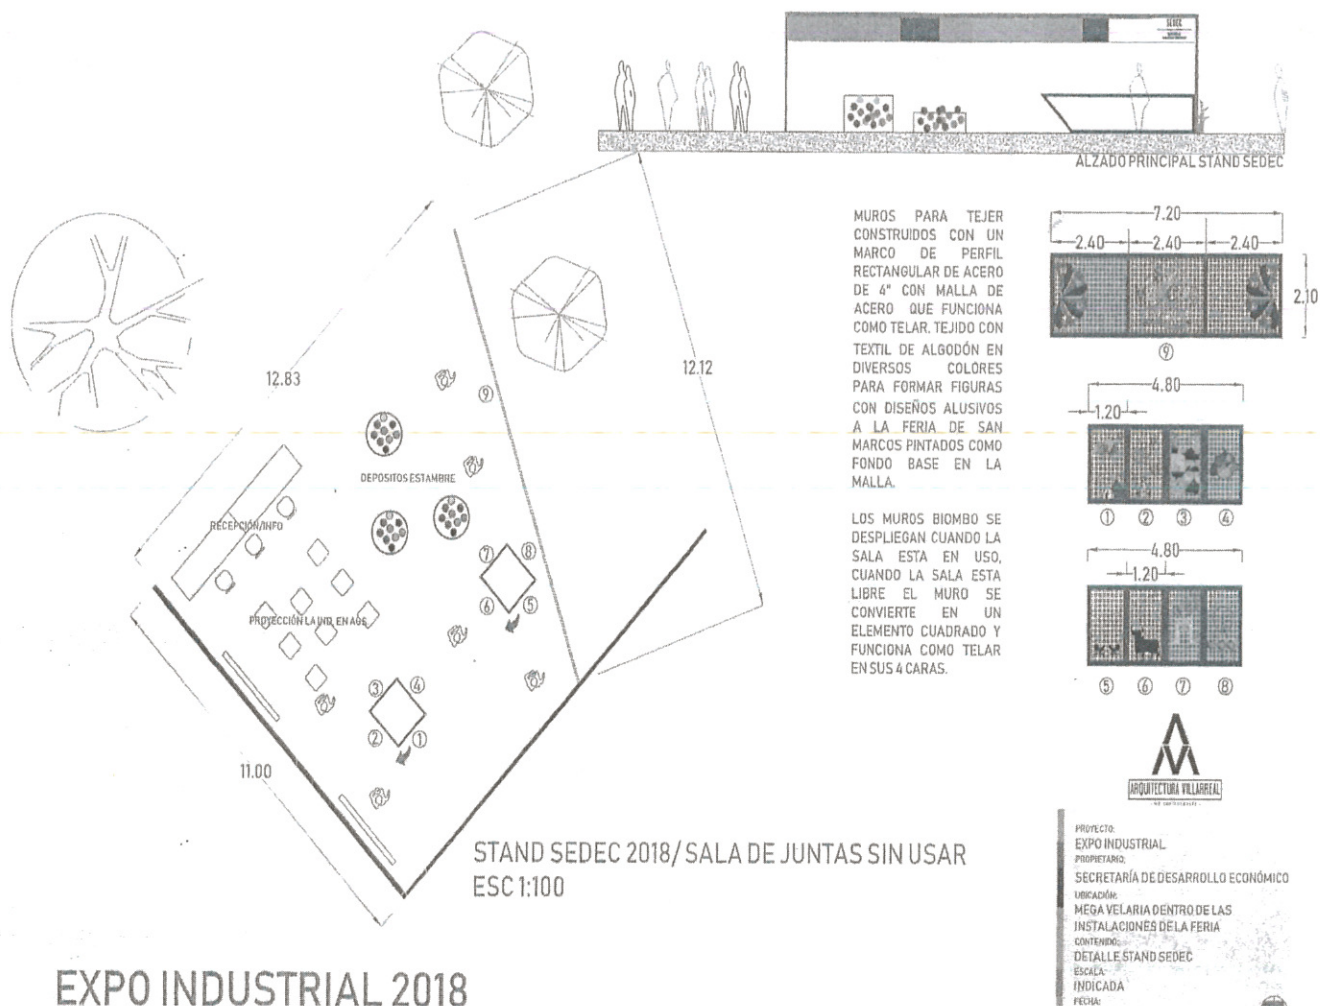 SEDEC
ALZADO PRINCIPAL STAND SEDEC
MUROS PARA TEJER
CONSTRUIDOS CON UN
MARCO DE PERFIL
RECTANGULAR DE ACERO
DE 4" CON MALLA DE
ACERO QUE FUNCIONA
COMO TELAR. TEJIDO CON
TEXTIL DE ALGODÓN EN
DIVERSOS COLORES
PARA FORMAR FIGURAS
CON DISEÑOS ALUSIVOS
A LA FERIA DE SAN
MARCOS PINTADOS COMO
FONDO BASE EN LA
MALLA.
LOS MUROS BIOMBO SE
DESPLIEGAN CUANDO LA
SALA ESTA EN USO,
CUANDO LA SALA ESTA
LIBRE EL MURO SE
CONVIERTE EN UN
ELEMENTO CUADRADO Y
FUNCIONA COMO TELAR
EN SUS 4 CARAS.
7.20
2.40 2.40 2.40
2.10
9
4.80
1.20
1 2 3 4
4.80
1.20
5 6 7 8
12.83
12.12
9
DEPOSITOS ESTAMBRE
RECEPCIÓN/INFO
7 8
6 5
PROYECCIÓN LA IND. EN AGS
3 4
2 1
11.00
STAND SEDEC 2018/ SALA DE JUNTAS SIN USAR
ESC 1:100
EXPO INDUSTRIAL 2018
ARQUITECTURA VILLARREAL
PROYECTO:
EXPO INDUSTRIAL
PROPIETARIO:
SECRETARÍA DE DESARROLLO ECONÓMICO
UBICACIÓN:
MEGA VELARIA DENTRO DE LAS
INSTALACIONES DE LA FERIA
CONTENIDO:
DETALLE STAND SEDEC
ESCALA:
INDICADA
FECHA: